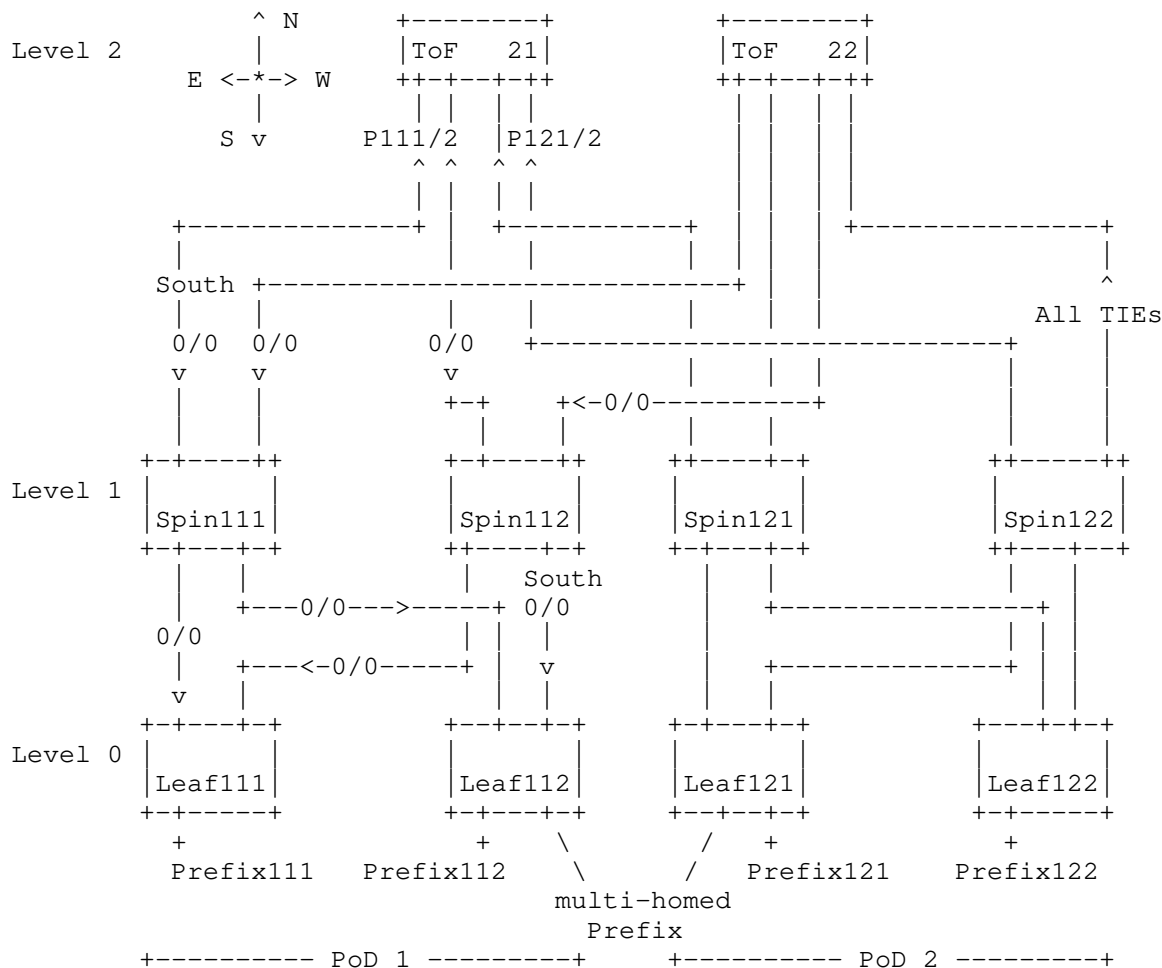 ^ N
Level 2 ToF 21 ToF 22
E <-*-> W
S v P111/2 P121/2
South
All TIEs
0/0 0/0 0/0
<-0/0
Level 1
Spin111 Spin112 Spin121 Spin122
South
0/0 > 0/0
0/0
<-0/0 v
v
Level 0
Leaf111 Leaf112 Leaf121 Leaf122
Prefix111 Prefix112 Prefix121 Prefix122
multi-homed
Prefix
PoD 1 PoD 2